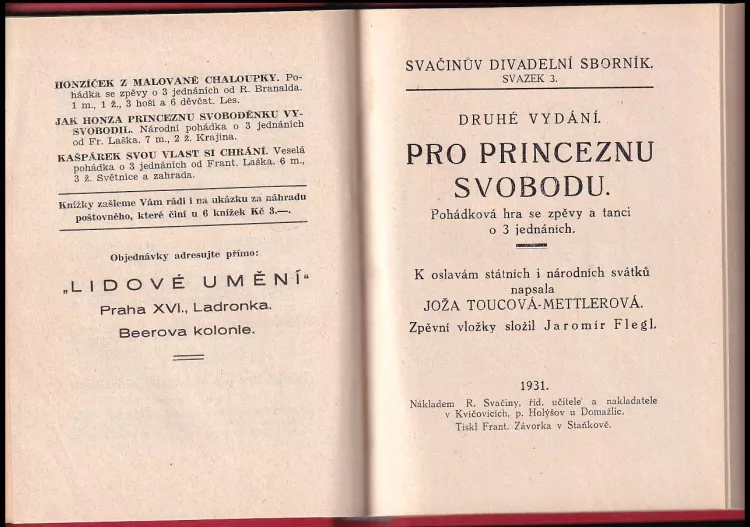 HONZÍČEK Z MALOVANÉ CHALOUPKY. Po-
hádka se zpěvy o 3 jednáních od R. Branalda.
1 m., 1 ž., 3 hoši a 6 děvčat. Les.
JAK HONZA PRINCEZNU SVOBODĚNKU VY-
SVOBODIL. Národní pohádka o 3 jednáních
od Fr. Laška. 7 m., 2 ž. Krajina.
KAŠPÁREK SVOU VLAST SI CHRÁNÍ. Veselá
pohádka o 3 jednáních od Frant. Laška. 6 m.,
3 ž. Světnice a zahrada.
Knížky zašleme Vám rádi i na ukázku za náhradu
poštovného, které činí u 6 knížek Kč 3.—.
Objednávky adresujte přímo:
„LIDOVÉ UMĚNÍ"
Praha XVI., Ladronka.
Beerova kolonie.
SVAČINŮV DIVADELNÍ SBORNÍK.
SVAZEK 3.
DRUHÉ VYDÁNÍ.
PRO PRINCEZNU
SVOBODU.
Pohádková hra se zpěvy a tanci
o 3 jednáních.
K oslavám státních i národních svátků
napsala
JOŽA TOUCOVÁ-METTLEROVÁ.
Zpěvní vložky složil Jaromír Flegl.
1931.
Nákladem R. Svačiny, říd. učitele a nakladatele
v Kvíčovicích, p. Holýšov u Domažlic.
Tiskl Frant. Závorka v Staňkově.